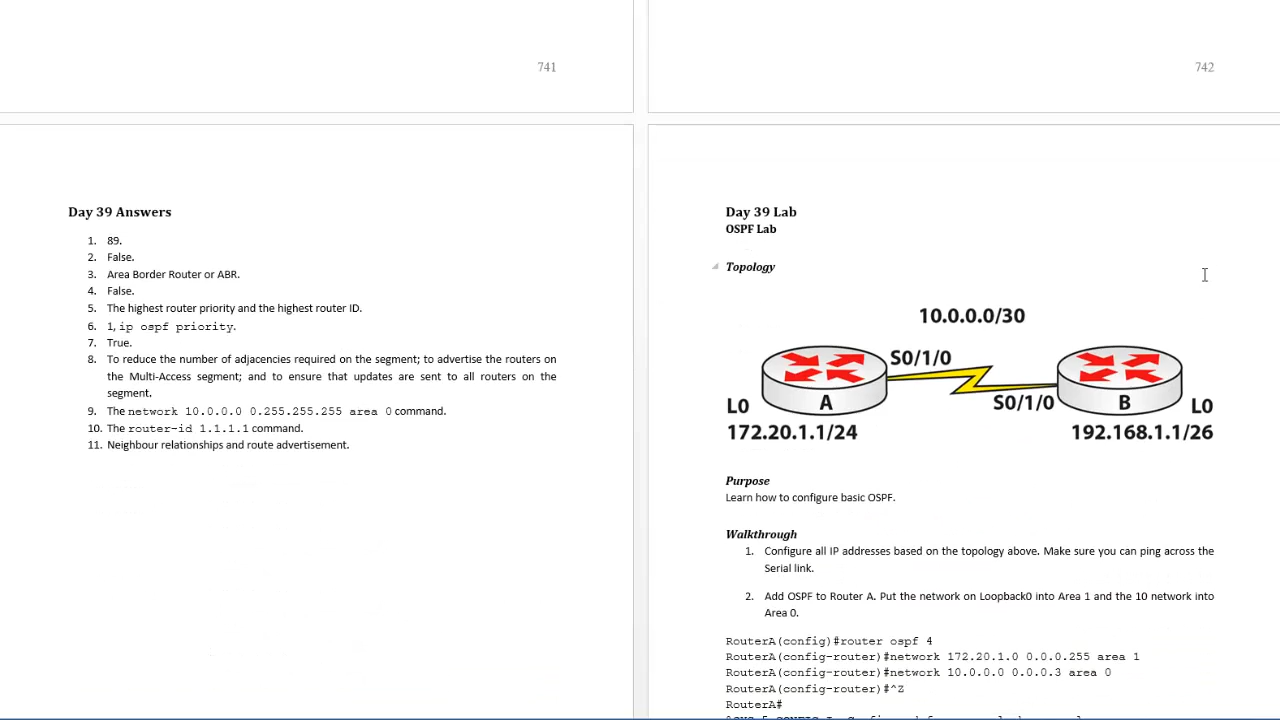 741
742
Day 39 Answers
1. 89.
2. False.
3. Area Border Router or ABR.
4. False.
5. The highest router priority and the highest router ID.
6. 1, ip ospf priority.
7. True.
8. To reduce the number of adjacencies required on the segment; to advertise the routers on
the Multi-Access segment; and to ensure that updates are sent to all routers on the
segment.
9. The network 10.0.0.0 0.255.255.255 area 0 command.
10. The router-id 1.1.1.1 command.
11. Neighbour relationships and route advertisement.
Day 39 Lab
OSPF Lab
Topology
10.0.0.0/30
S0/1/0
A
S0/1/0
B
L0
L0
172.20.1.1/24
192.168.1.1/26
Purpose
Learn how to configure basic OSPF.
Walkthrough
1. Configure all IP addresses based on the topology above. Make sure you can ping across the
Serial link.
2. Add OSPF to Router A. Put the network on Loopback0 into Area 1 and the 10 network into
Area 0.
RouterA(config)#router ospf 4
RouterA(config-router)#network 172.20.1.0 0.0.0.255 area 1
RouterA(config-router)#network 10.0.0.0 0.0.0.3 area 0
RouterA(config-router)#^Z
RouterA#